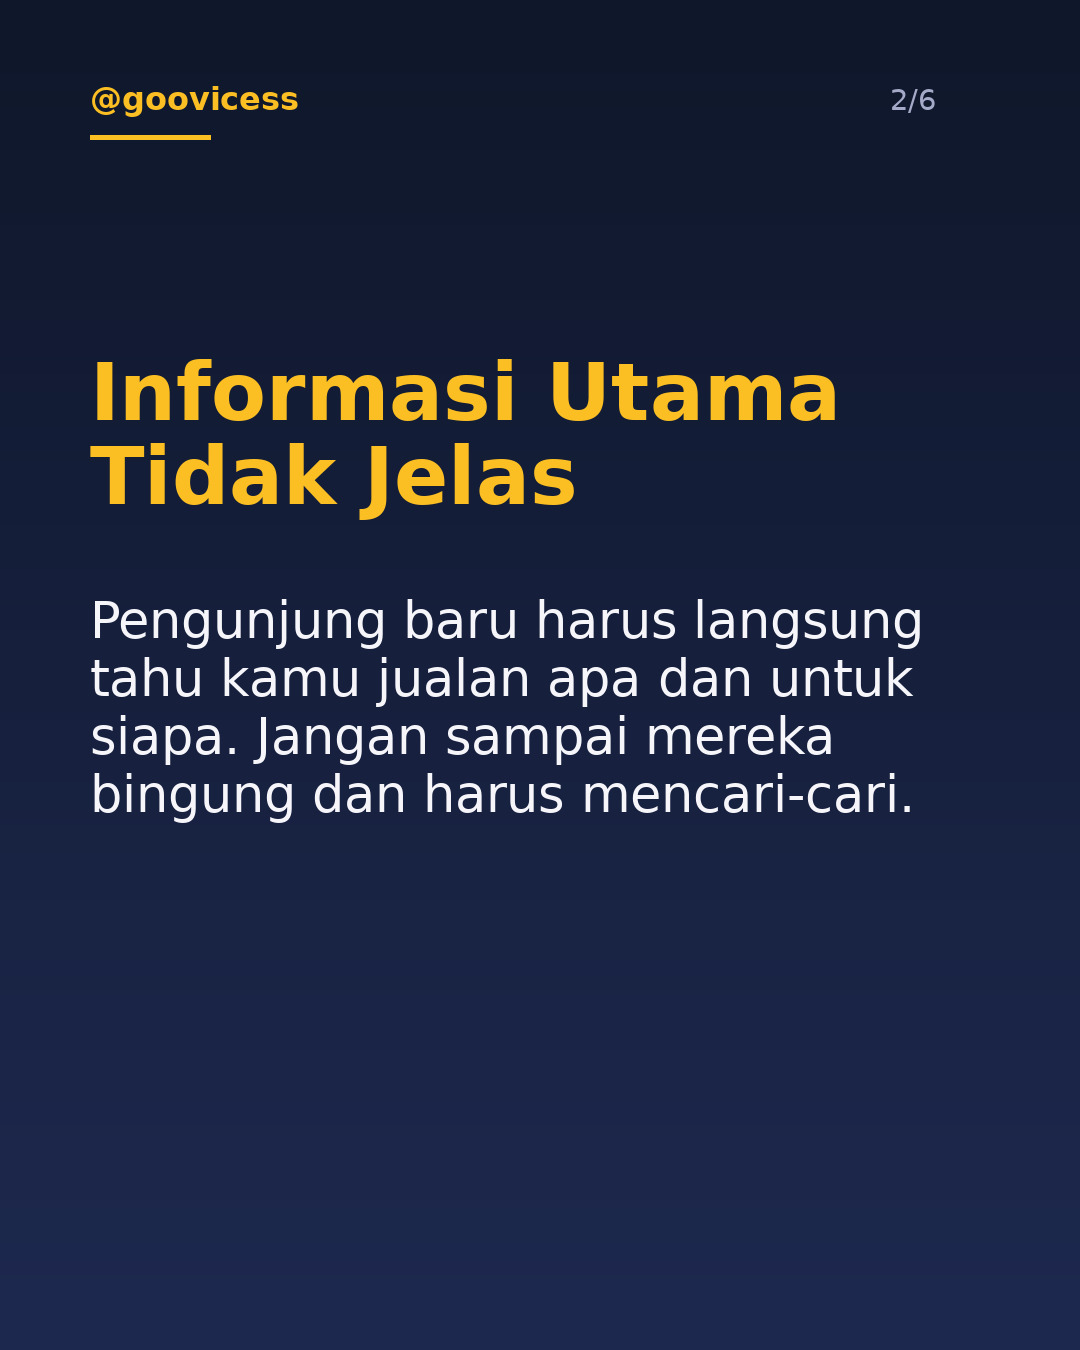 @goovicess
2/6
Informasi Utama
Tidak Jelas
Pengunjung baru harus langsung
tahu kamu jualan apa dan untuk
siapa. Jangan sampai mereka
bingung dan harus mencari-cari.